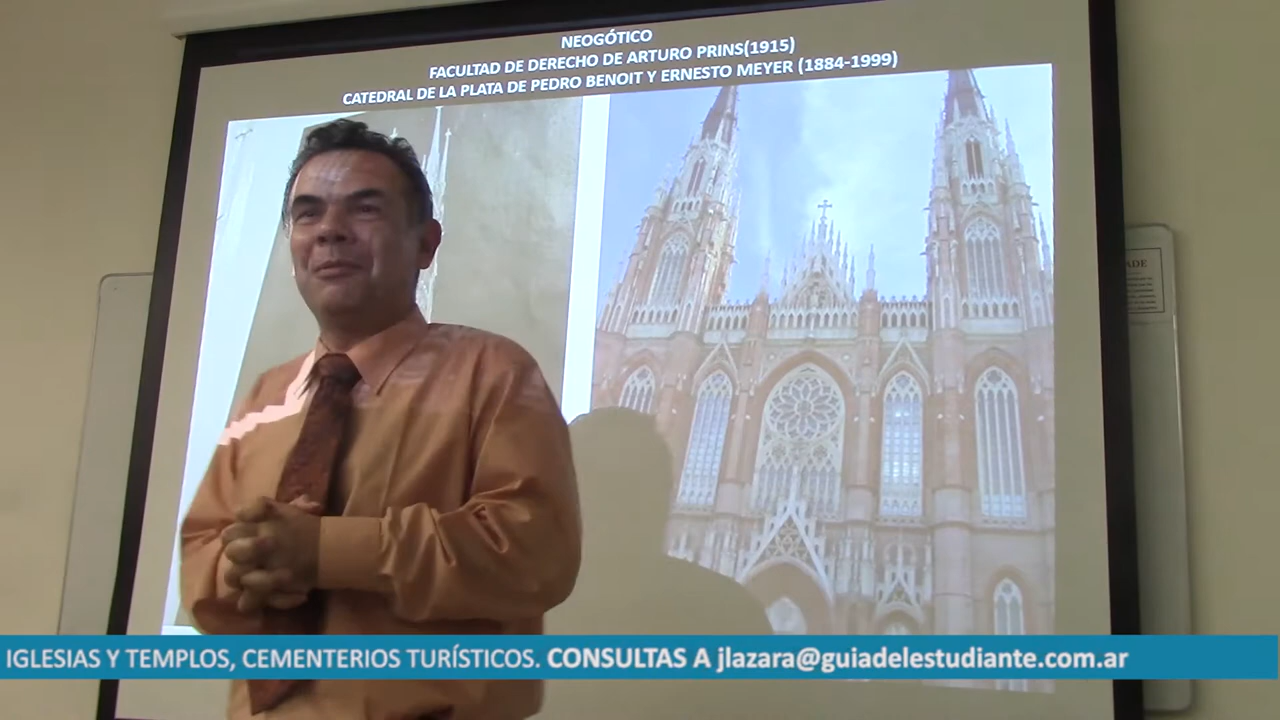 NEOGÓTICO
FACULTAD DE DERECHO DE ARTURO PRINS(1915)
CATEDRAL DE LA PLATA DE PEDRO BENOIT Y ERNESTO MEYER (1884-1999)
ADE
IGLESIAS Y TEMPLOS, CEMENTERIOS TURÍSTICOS. CONSULTAS A jlazara@guiadelestudiante.com.ar